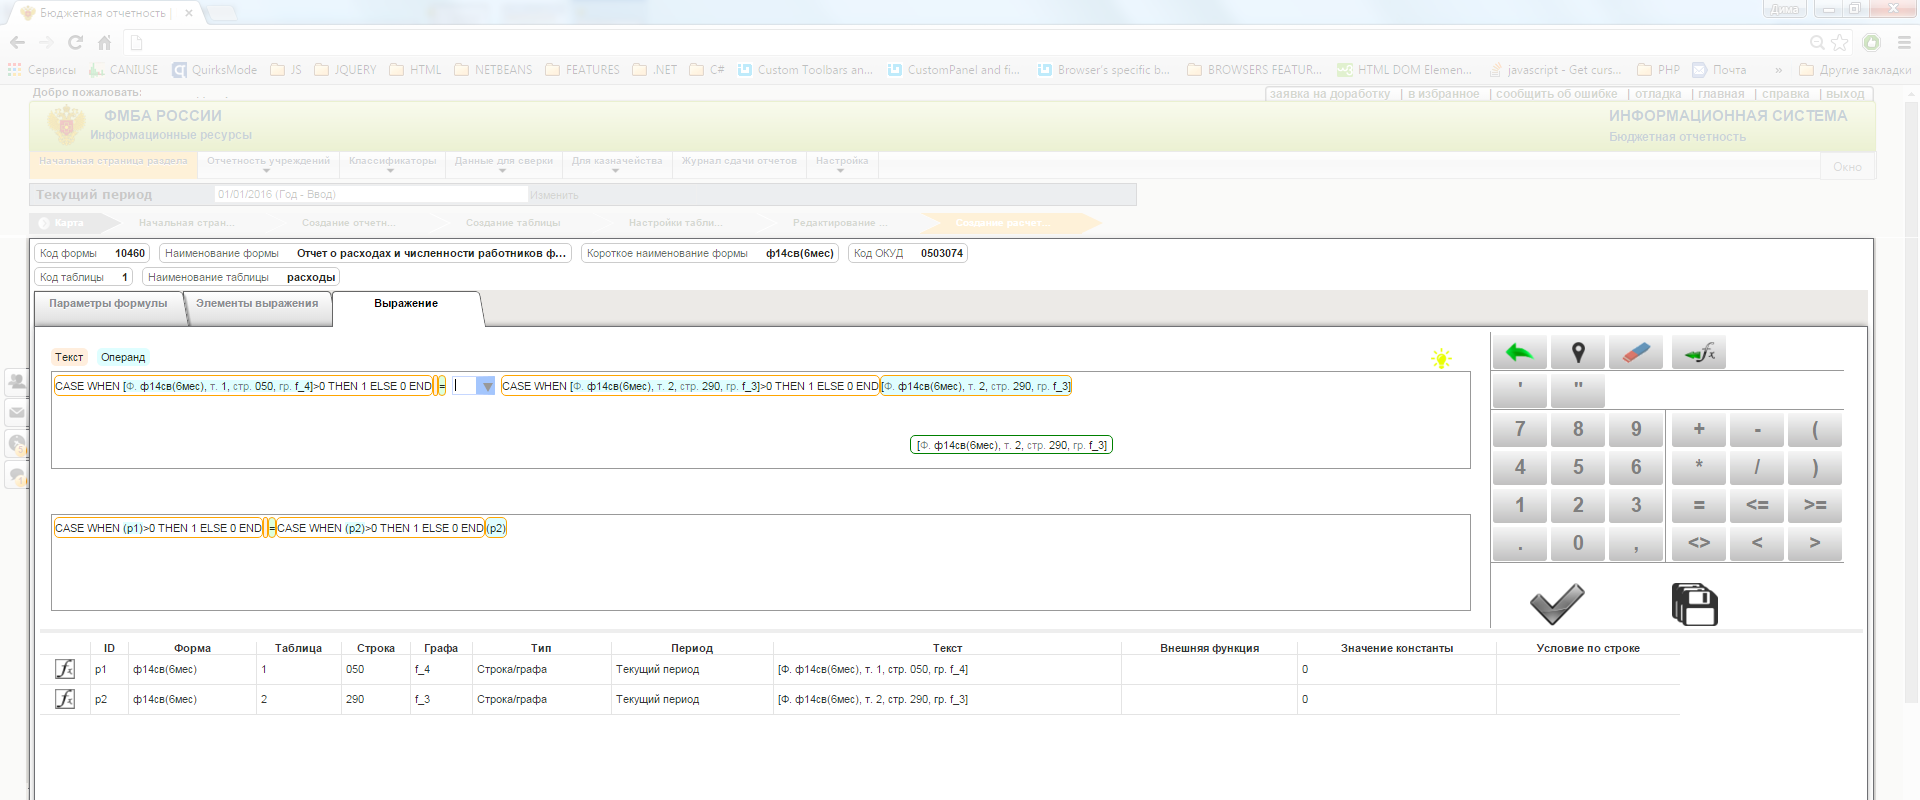 Бюджетная отчетность |
Дима
Сервисы CANIUSE QuirksMode JS JQUERY HTML NETBEANS FEATURES .NET C# Custom Toolbars an... CustomPanel and fi... Browser's specific b... BROWSERS FEATUR... HTML DOM Elemen... javascript - Get curs... PHP Почта » Другие закладки
Добро пожаловать:
заявка на доработку | в избранное | сообщить об ошибке | отладка | главная | справка | выход
ФМБА РОССИИ
Информационные ресурсы
ИНФОРМАЦИОННАЯ СИСТЕМА
Бюджетная отчетность
Начальная страница раздела Отчетность учреждений Классификаторы Данные для сверки Для казначейства Журнал сдачи отчетов Настройка Окно
Текущий период 01/01/2016 (Год - Ввод) Изменить
Карта Начальная стран... Создание отчетн... Создание таблицы Настройки табли... Редактирование ... Создание расчет...
Код формы 10460 Наименование формы Отчет о расходах и численности работников ф... Короткое наименование формы ф14св(6мес) Код ОКУД 0503074
Код таблицы 1 Наименование таблицы расходы
Параметры формулы Элементы выражения Выражение
Текст Операнд
CASE WHEN [Ф. ф14св(6мес), т. 1, стр. 050, гр. f_4]>0 THEN 1 ELSE 0 END = CASE WHEN [Ф. ф14св(6мес), т. 2, стр. 290, гр. f_3]>0 THEN 1 ELSE 0 END [Ф. ф14св(6мес), т. 2, стр. 290, гр. f_3]
[Ф. ф14св(6мес), т. 2, стр. 290, гр. f_3]
CASE WHEN (p1)>0 THEN 1 ELSE 0 END = CASE WHEN (p2)>0 THEN 1 ELSE 0 END (p2)
fx
' "
7 8 9 + - (
4 5 6 * / )
1 2 3 = <= >=
. 0 , <> < >
ID Форма Таблица Строка Графа Тип Период Текст Внешняя функция Значение константы Условие по строке
fx p1 ф14св(6мес) 1 050 f_4 Строка/графа Текущий период [Ф. ф14св(6мес), т. 1, стр. 050, гр. f_4] 0
fx p2 ф14св(6мес) 2 290 f_3 Строка/графа Текущий период [Ф. ф14св(6мес), т. 2, стр. 290, гр. f_3] 0